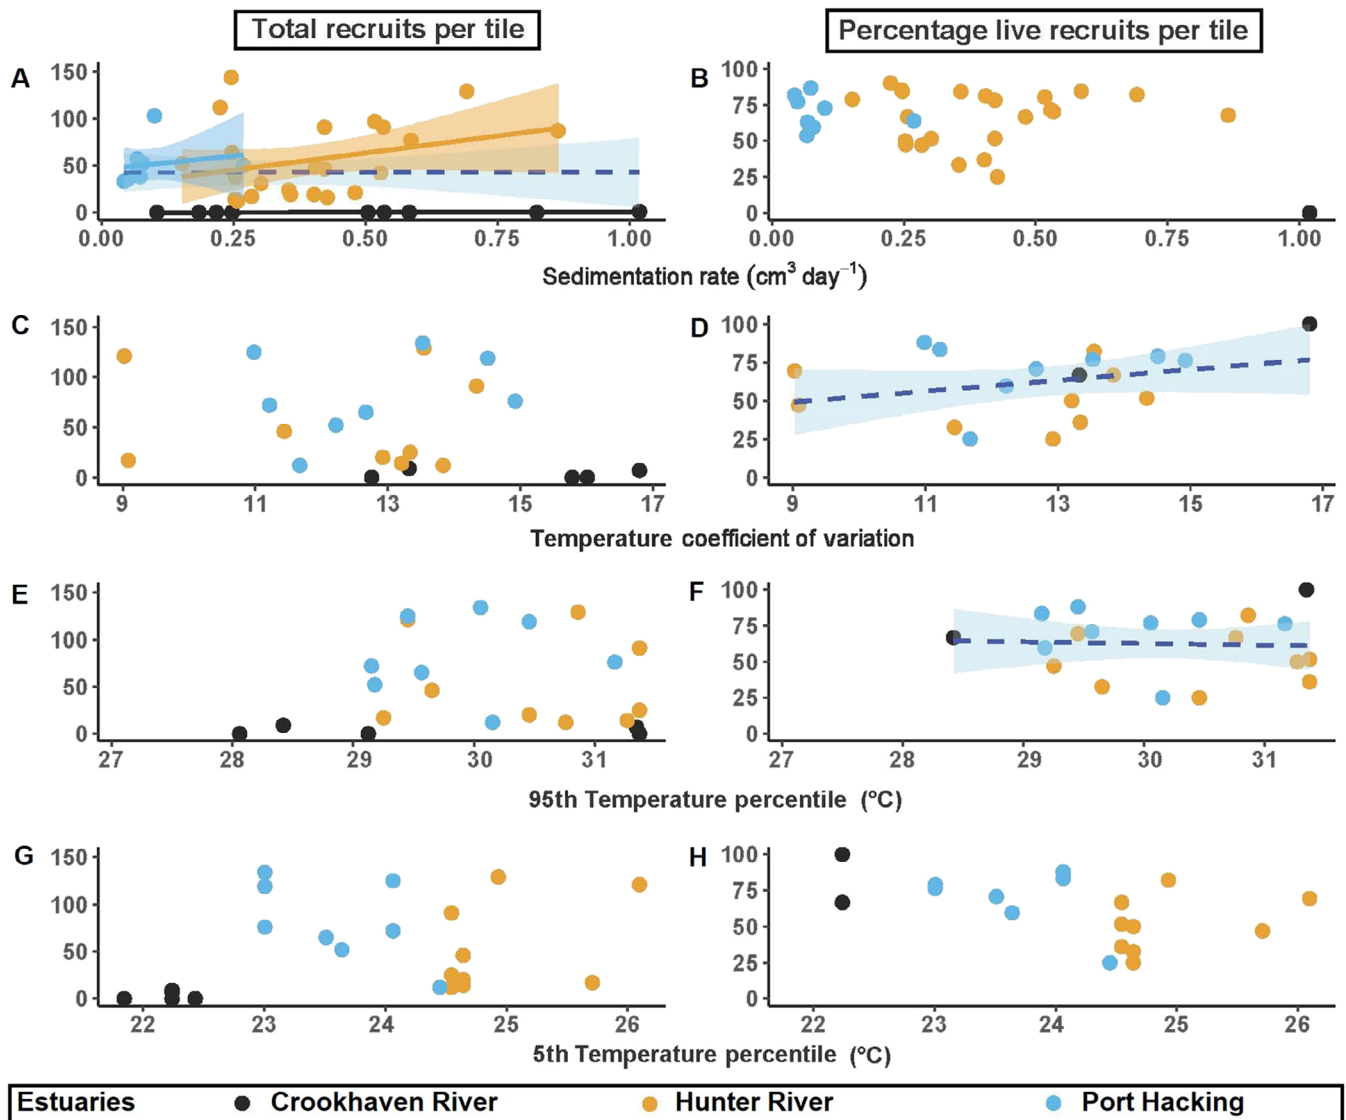 Total recruits per tile
Percentage live recruits per tile
A
150
100
50
0
0.00 0.25 0.50 0.75 1.00
B
100
75
50
25
0
0.00 0.25 0.50 0.75 1.00
Sedimentation rate (cm³ day⁻¹)
C
150
100
50
0
9 11 13 15 17
D
100
75
50
25
0
9 11 13 15 17
Temperature coefficient of variation
E
150
100
50
0
27 28 29 30 31
F
100
75
50
25
0
27 28 29 30 31
95th Temperature percentile (°C)
G
150
100
50
0
22 23 24 25 26
H
100
75
50
25
0
22 23 24 25 26
5th Temperature percentile (°C)
Estuaries Crookhaven River Hunter River Port Hacking